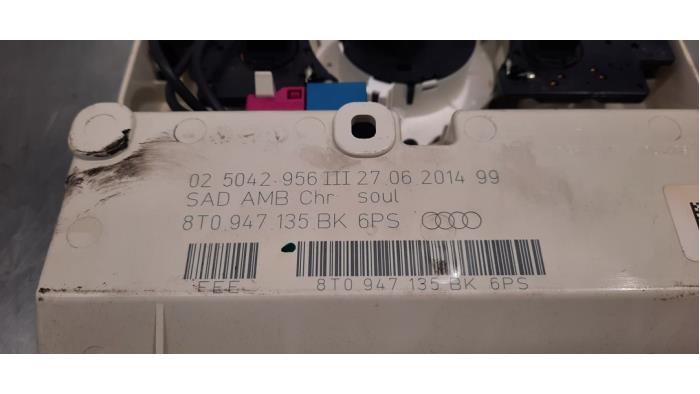 02 5042-956 III 27.06.2014 99
SAD AMB Chr soul
8T0.947.135.BK 6PS
EEE 8T0 947 135 BK 6PS